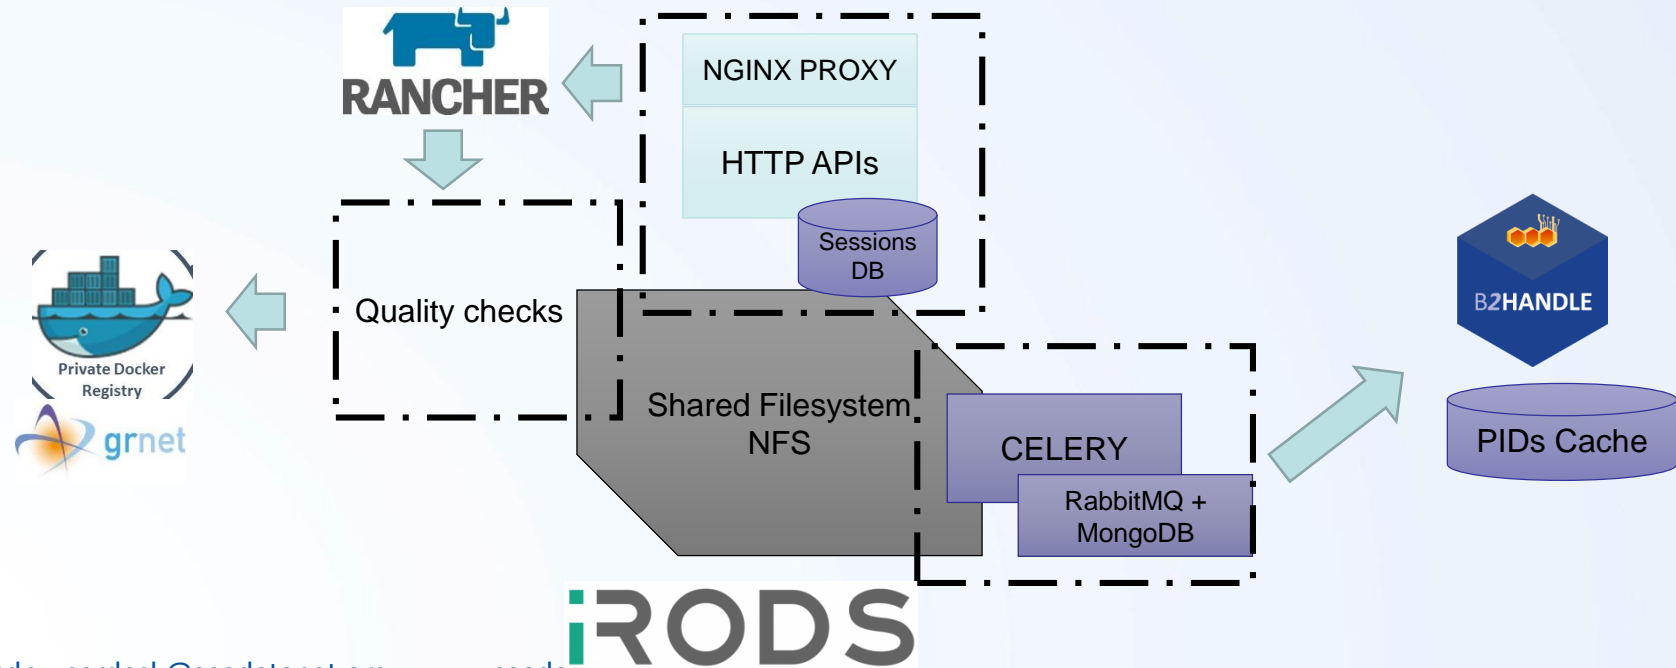 RANCHER
NGINX PROXY
HTTP APIs
Sessions
DB
Quality checks
Private Docker
Registry
grnet
Shared Filesystem
NFS
CELERY
RabbitMQ +
MongoDB
B2HANDLE
PIDs Cache
iRODS